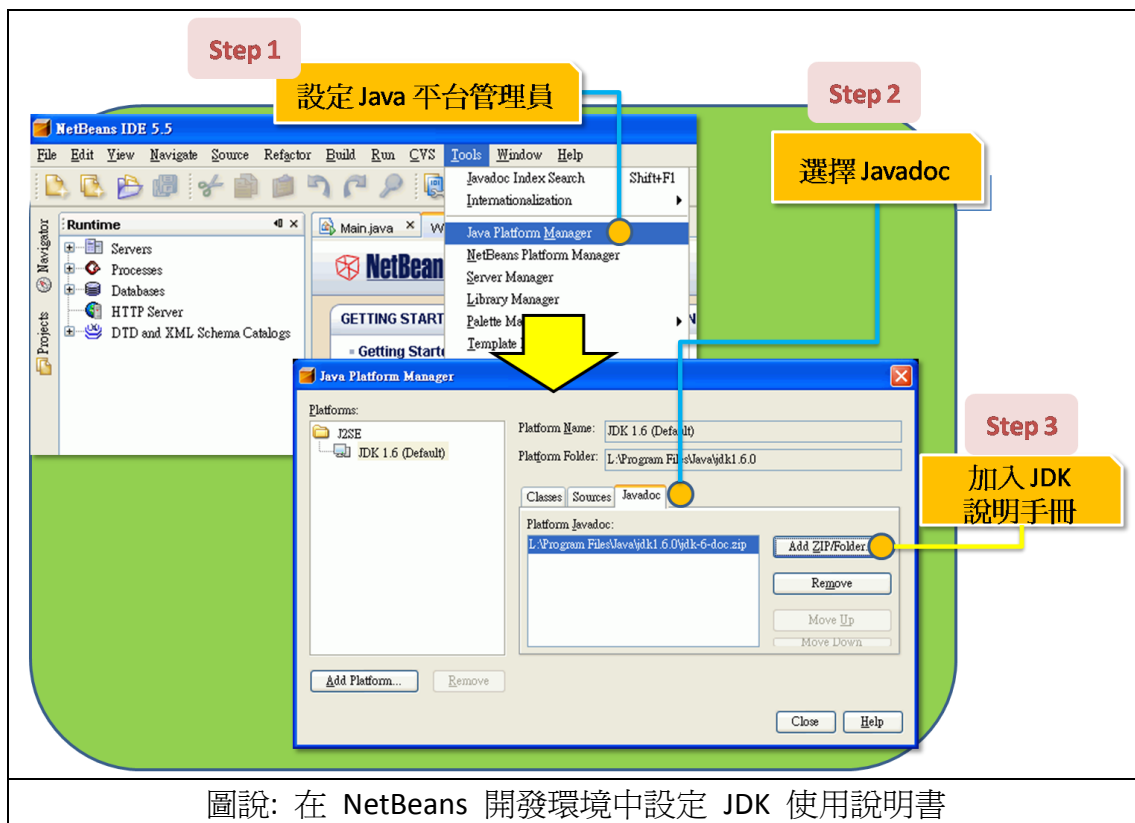 Step 1
設定 Java 平台管理員
Step 2
選擇 Javadoc
NetBeans IDE 5.5
File Edit View Navigate Source Refactor Build Run CVS Tools Window Help
Javadoc Index Search Shift+F1
Internationalization
Java Platform Manager
NetBeans Platform Manager
Server Manager
Library Manager
Palette Ma
Template
Navigator
Projects
Runtime
Servers
Processes
Databases
HTTP Server
DTD and XML Schema Catalogs
Main.java
W
NetBean
GETTING START
Getting Starte
N
Java Platform Manager
Platforms:
J2SE
JDK 1.6 (Default)
Platform Name: JDK 1.6 (Default)
Platform Folder: L:\Program Files\Java\jdk1.6.0
Classes Sources Javadoc
Platform Javadoc:
L:\Program Files\Java\jdk1.6.0\jdk-6-doc.zip
Add ZIP/Folder.
Remove
Move Up
Move Down
Add Platform... Remove
Close Help
Step 3
加入 JDK
說明手冊
圖說: 在 NetBeans 開發環境中設定 JDK 使用說明書